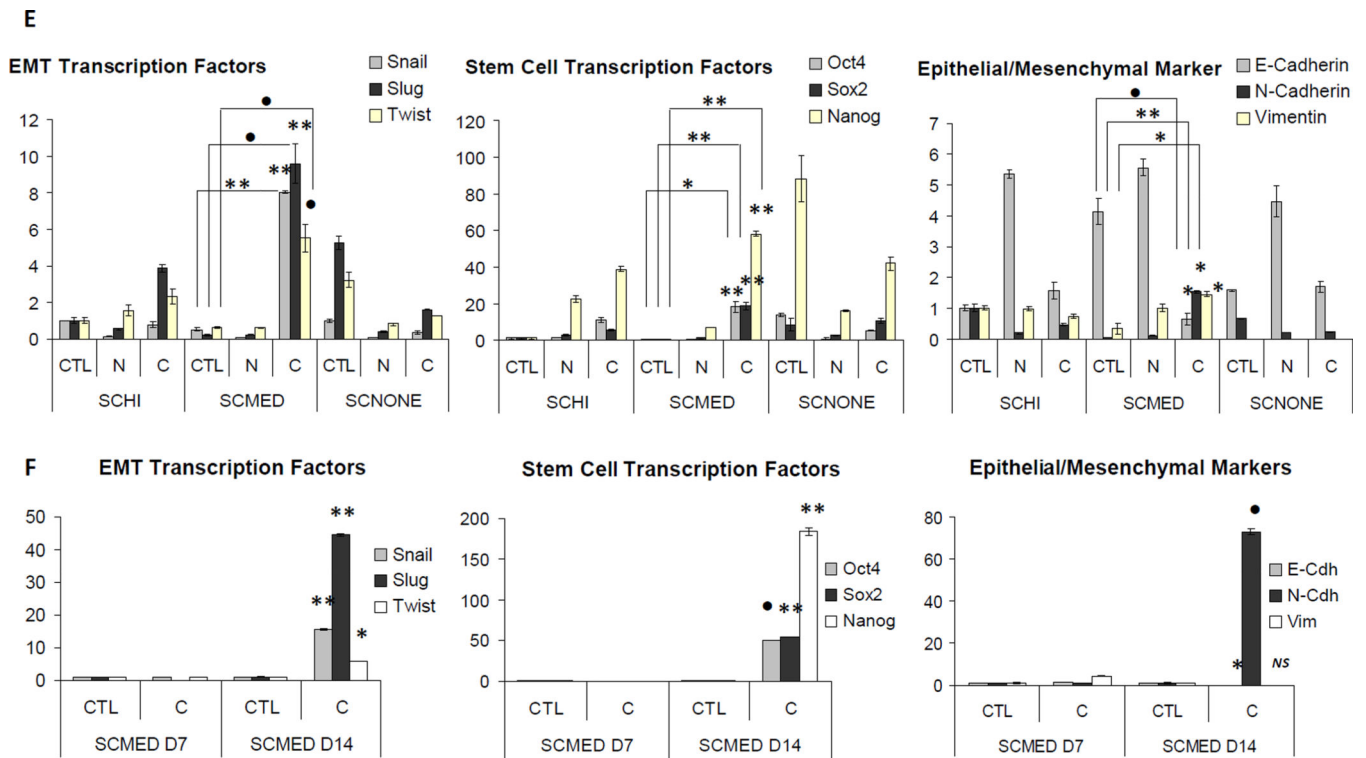 E
EMT Transcription Factors
Snail
Slug
Twist
12
10
8
6
4
2
0
● ● ** ** ** ●
CTL N C CTL N C CTL N C
SCHI SCMED SCNONE
Stem Cell Transcription Factors
Oct4
Sox2
Nanog
120
100
80
60
40
20
0
** ** * ** ** **
CTL N C CTL N C CTL N C
SCHI SCMED SCNONE
Epithelial/Mesenchymal Marker
E-Cadherin
N-Cadherin
Vimentin
7
6
5
4
3
2
1
0
● ** * * * *
CTL N C CTL N C CTL N C
SCHI SCMED SCNONE
F
EMT Transcription Factors
Snail
Slug
Twist
50
40
30
20
10
0
** ** *
CTL C CTL C
SCMED D7 SCMED D14
Stem Cell Transcription Factors
Oct4
Sox2
Nanog
200
150
100
50
0
● ** **
CTL C CTL C
SCMED D7 SCMED D14
Epithelial/Mesenchymal Markers
E-Cdh
N-Cdh
Vim
80
60
40
20
0
● * NS
CTL C CTL C
SCMED D7 SCMED D14